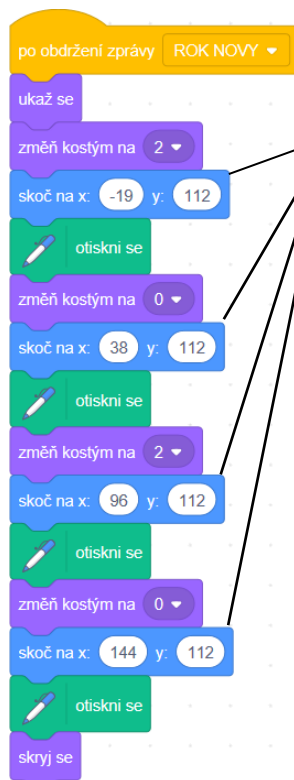 po obdržení zprávy ROK NOVY
ukaž se
změň kostým na 2
skoč na x: -19 y: 112
otiskni se
změň kostým na 0
skoč na x: 38 y: 112
otiskni se
změň kostým na 2
skoč na x: 96 y: 112
otiskni se
změň kostým na 0
skoč na x: 144 y: 112
otiskni se
skryj se